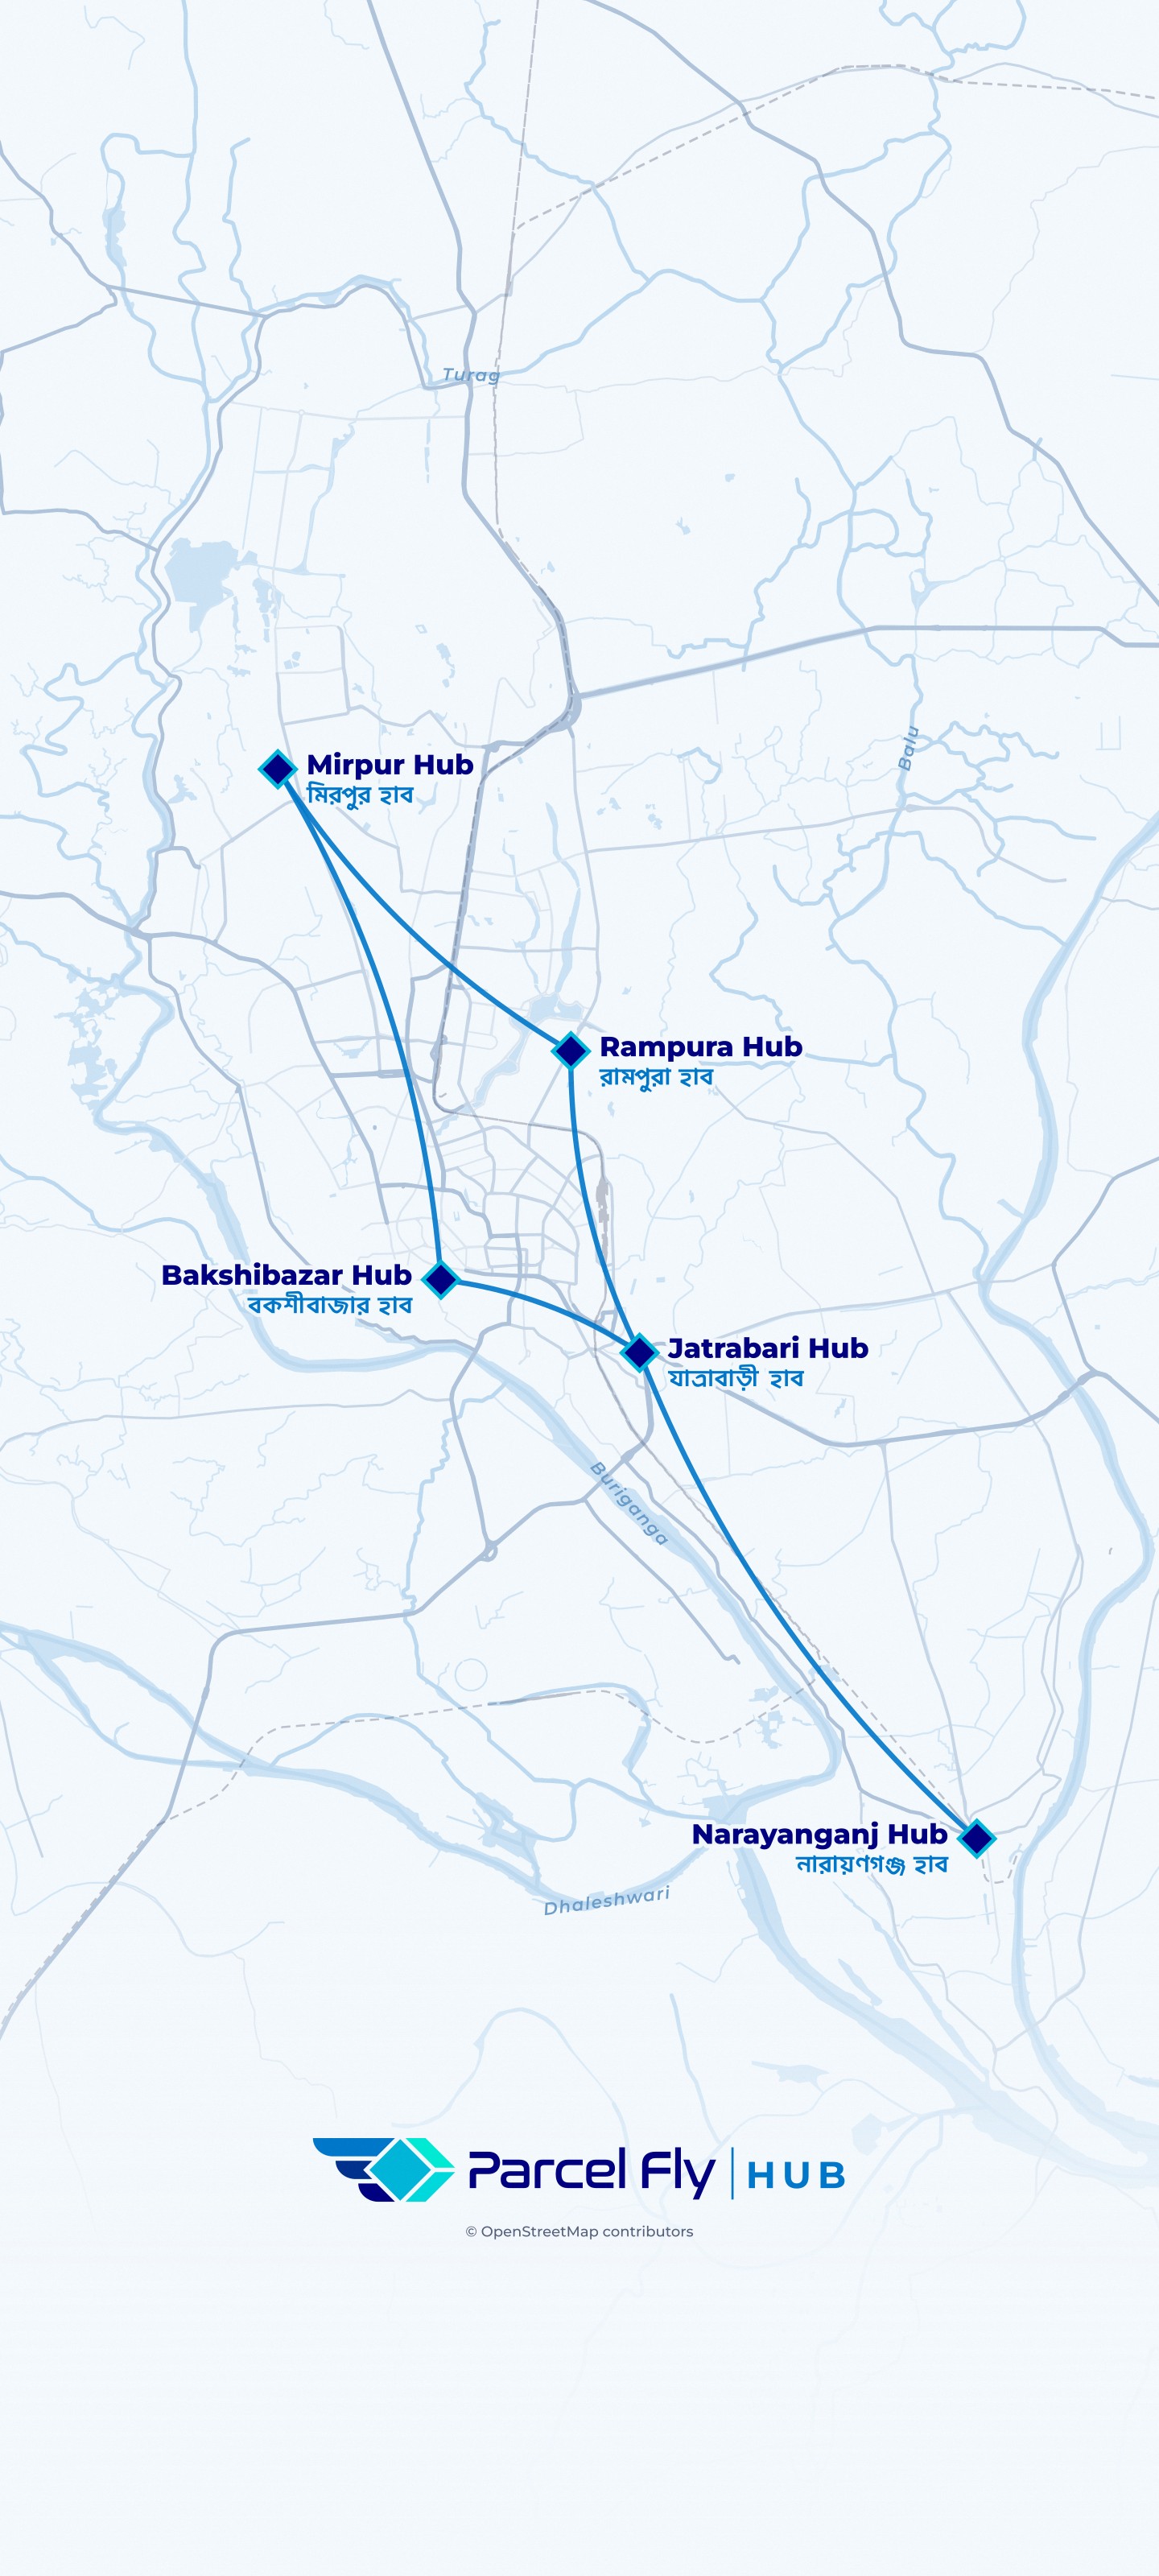 Turag
Balu
Mirpur Hub
মিরপুর হাব
Rampura Hub
রামপুরা হাব
Bakshibazar Hub
বকশীবাজার হাব
Jatrabari Hub
যাত্রাবাড়ী হাব
Buriganga
Narayanganj Hub
নারায়ণগঞ্জ হাব
Dhaleshwari
Parcel Fly | HUB
© OpenStreetMap contributors